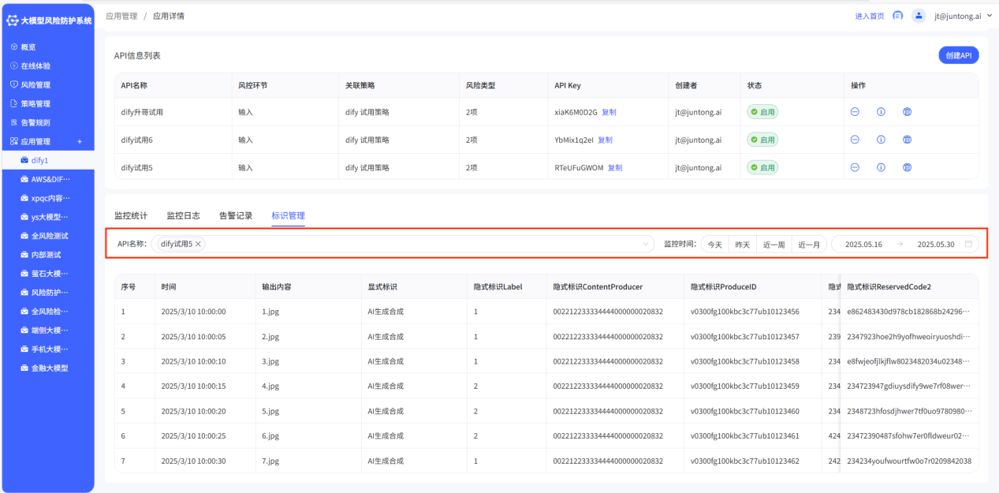 大模型风险防护系统
应用管理 / 应用详情
进入首页 jt@juntong.ai
概览
在线体验
风险管理
策略管理
告警规则
应用管理 +
dify1
AWS&DIF···
xpqc内容···
ys大模型···
全风险测试
内部测试
萤石大模···
风险防护···
全风险检···
端侧大模···
手机大模···
金融大模型
API信息列表 创建API
API名称 风控环节 关联策略 风险类型 API Key 创建者 状态 操作
dify升哥试用 输入 dify 试用策略 2项 xiaK6M0D2G 复制 jt@juntong.ai 启用
dify试用6 输入 dify 试用策略 2项 YbMix1q2eI 复制 jt@juntong.ai 启用
dify试用5 输入 dify 试用策略 2项 RTeUFuGWOM 复制 jt@juntong.ai 启用
监控统计 监控日志 告警记录 标识管理
API名称: dify试用5 × 监控时间: 今天 昨天 近一周 近一月 2025.05.16 → 2025.05.30
序号 时间 输出内容 显式标识 隐式标识Label 隐式标识ContentProducer 隐式标识ProduceID 隐式 隐式标识ReservedCode2
1 2025/3/10 10:00:00 1.jpg AI生成合成 1 0022122333344440000000020832 v0300fg100kbc3c77ub10123456 234 e862483430d978cb182868b24296···
2 2025/3/10 10:00:05 2.jpg AI生成合成 1 0022122333344440000000020832 v0300fg100kbc3c77ub10123457 239 2347923hoe2h9yofhweoiryuoshdi···
3 2025/3/10 10:00:10 3.jpg AI生成合成 1 0022122333344440000000020832 v0300fg100kbc3c77ub10123458 234 e8fwjeofjlkjflw8023482034u02348···
4 2025/3/10 10:00:15 4.jpg AI生成合成 2 0022122333344440000000020832 v0300fg100kbc3c77ub10123459 234 234723947gdiuysdify9we7rf08wer···
5 2025/3/10 10:00:20 5.jpg AI生成合成 2 0022122333344440000000020832 v0300fg100kbc3c77ub10123460 234 2348723hfosdjhwer7tf0uo9780980···
6 2025/3/10 10:00:25 6.jpg AI生成合成 2 0022122333344440000000020832 v0300fg100kbc3c77ub10123461 424 23472390487sfohw7er0fldweur02···
7 2025/3/10 10:00:30 7.jpg AI生成合成 1 0022122333344440000000020832 v0300fg100kbc3c77ub10123462 242 234234youfwourtfw0o7r0209842038